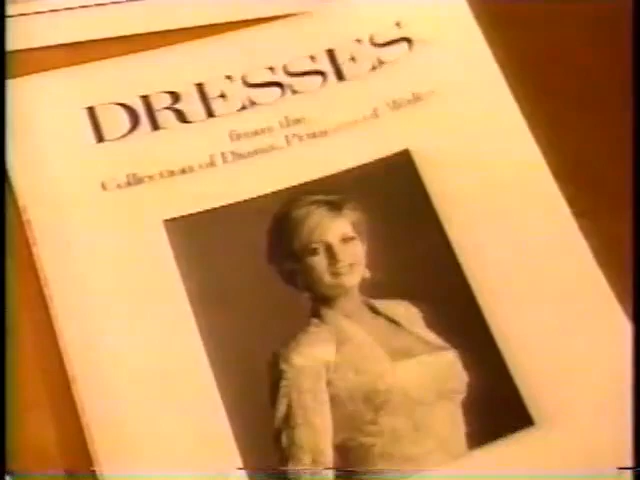 DRESSES
from the
Collection of Diana, Princess of Wales